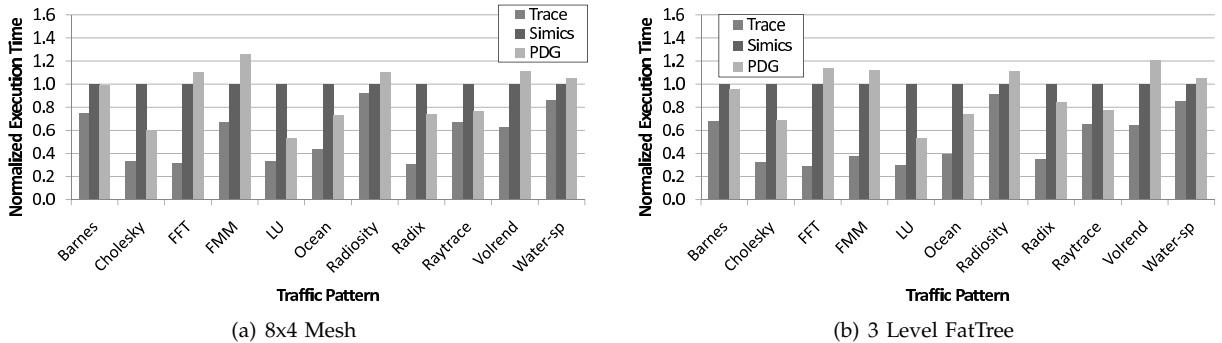 Normalized Execution Time
1.6
1.4
1.2
1.0
0.8
0.6
0.4
0.2
0.0
Trace
Simics
PDG
Barnes
Cholesky
FFT
FMM
LU
Ocean
Radiosity
Radix
Raytrace
Volrend
Water-sp
Traffic Pattern
(a) 8x4 Mesh
Normalized Execution Time
1.6
1.4
1.2
1.0
0.8
0.6
0.4
0.2
0.0
Trace
Simics
PDG
Barnes
Cholesky
FFT
FMM
LU
Ocean
Radiosity
Radix
Raytrace
Volrend
Water-sp
Traffic Pattern
(b) 3 Level FatTree